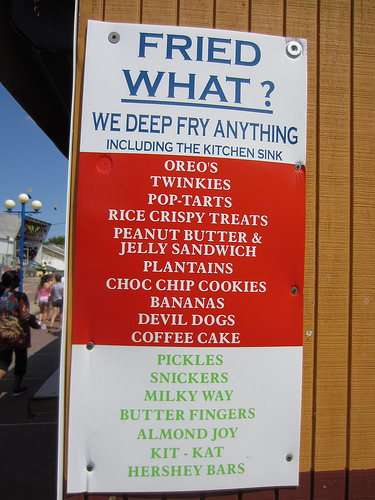 FRIED
WHAT?
WE DEEP FRY ANYTHING
INCLUDING THE KITCHEN SINK
OREO'S
TWINKIES
POP-TARTS
RICE CRISPY TREATS
PEANUT BUTTER &
JELLY SANDWICH
PLANTAINS
CHOC CHIP COOKIES
BANANAS
DEVIL DOGS
COFFEE CAKE
PICKLES
SNICKERS
MILKY WAY
BUTTER FINGERS
ALMOND JOY
KIT - KAT
HERSHEY BARS